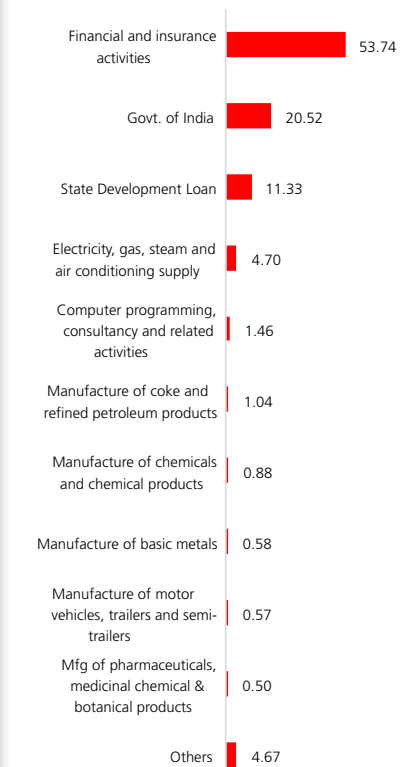 Financial and insurance
activities
53.74
Govt. of India
20.52
State Development Loan
11.33
Electricity, gas, steam and
air conditioning supply
4.70
Computer programming,
consultancy and related
activities
1.46
Manufacture of coke and
refined petroleum products
1.04
Manufacture of chemicals
and chemical products
0.88
Manufacture of basic metals
0.58
Manufacture of motor
vehicles, trailers and semi-
trailers
0.57
Mfg of pharmaceuticals,
medicinal chemical &
botanical products
0.50
Others
4.67